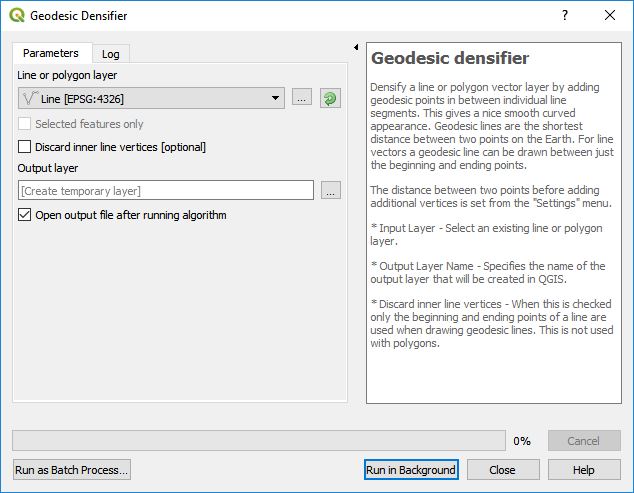 Geodesic Densifier
Parameters
Log
Line or polygon layer
Line [EPSG:4326]
...
Selected features only
Discard inner line vertices [optional]
Output layer
[Create temporary layer]
...
Open output file after running algorithm
Geodesic densifier
Densify a line or polygon vector layer by adding
geodesic points in between individual line
segments. This gives a nice smooth curved
appearance. Geodesic lines are the shortest
distance between two points on the Earth. For line
vectors a geodesic line can be drawn between just
the beginning and ending points.
The distance between two points before adding
additional vertices is set from the "Settings" menu.
* Input Layer - Select an existing line or polygon
layer.
* Output Layer Name - Specifies the name of the
output layer that will be created in QGIS.
* Discard inner line vertices - When this is checked
only the beginning and ending points of a line are
used when drawing geodesic lines. This is not used
with polygons.
0%
Cancel
Run as Batch Process...
Run in Background
Close
Help